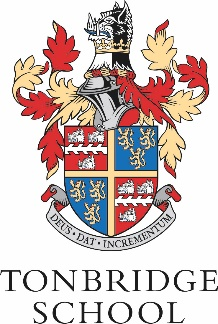 DEUS · DAT · INCREMENTUM
TONBRIDGE
SCHOOL